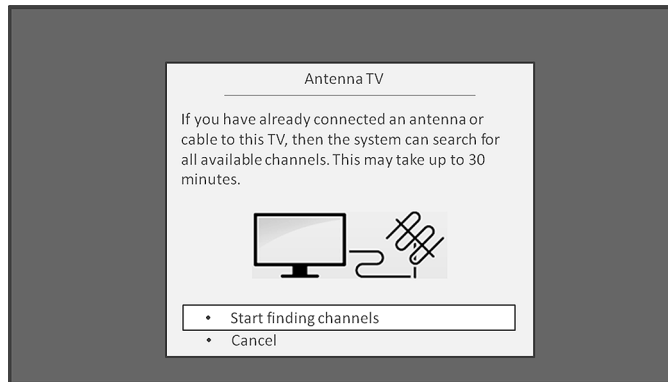 Antenna TV
If you have already connected an antenna or
cable to this TV, then the system can search for
all available channels. This may take up to 30
minutes.
• Start finding channels
• Cancel